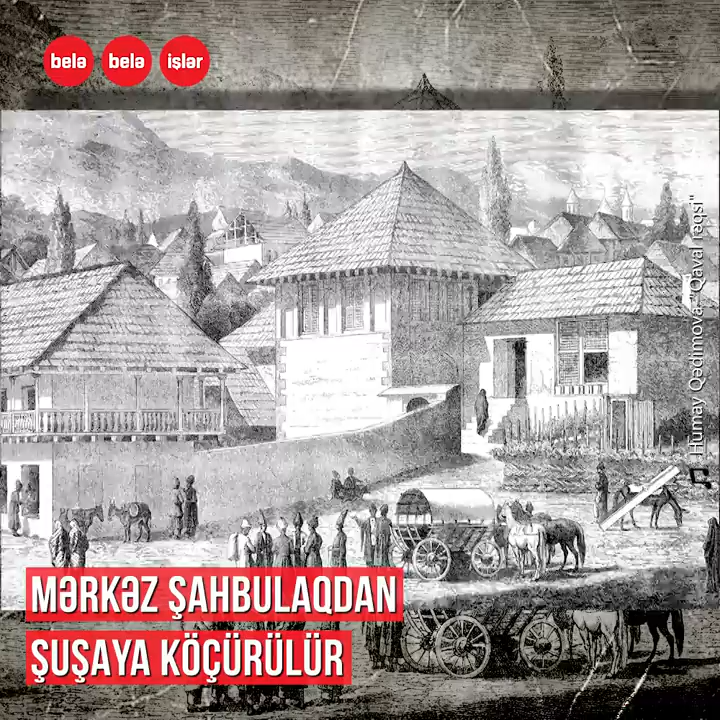 belə belə işlər
Humay Qədimova - "Qaval rəqsi"
MƏRKƏZ ŞAHBULAQDAN
ŞUŞAYA KÖÇÜRÜLÜR